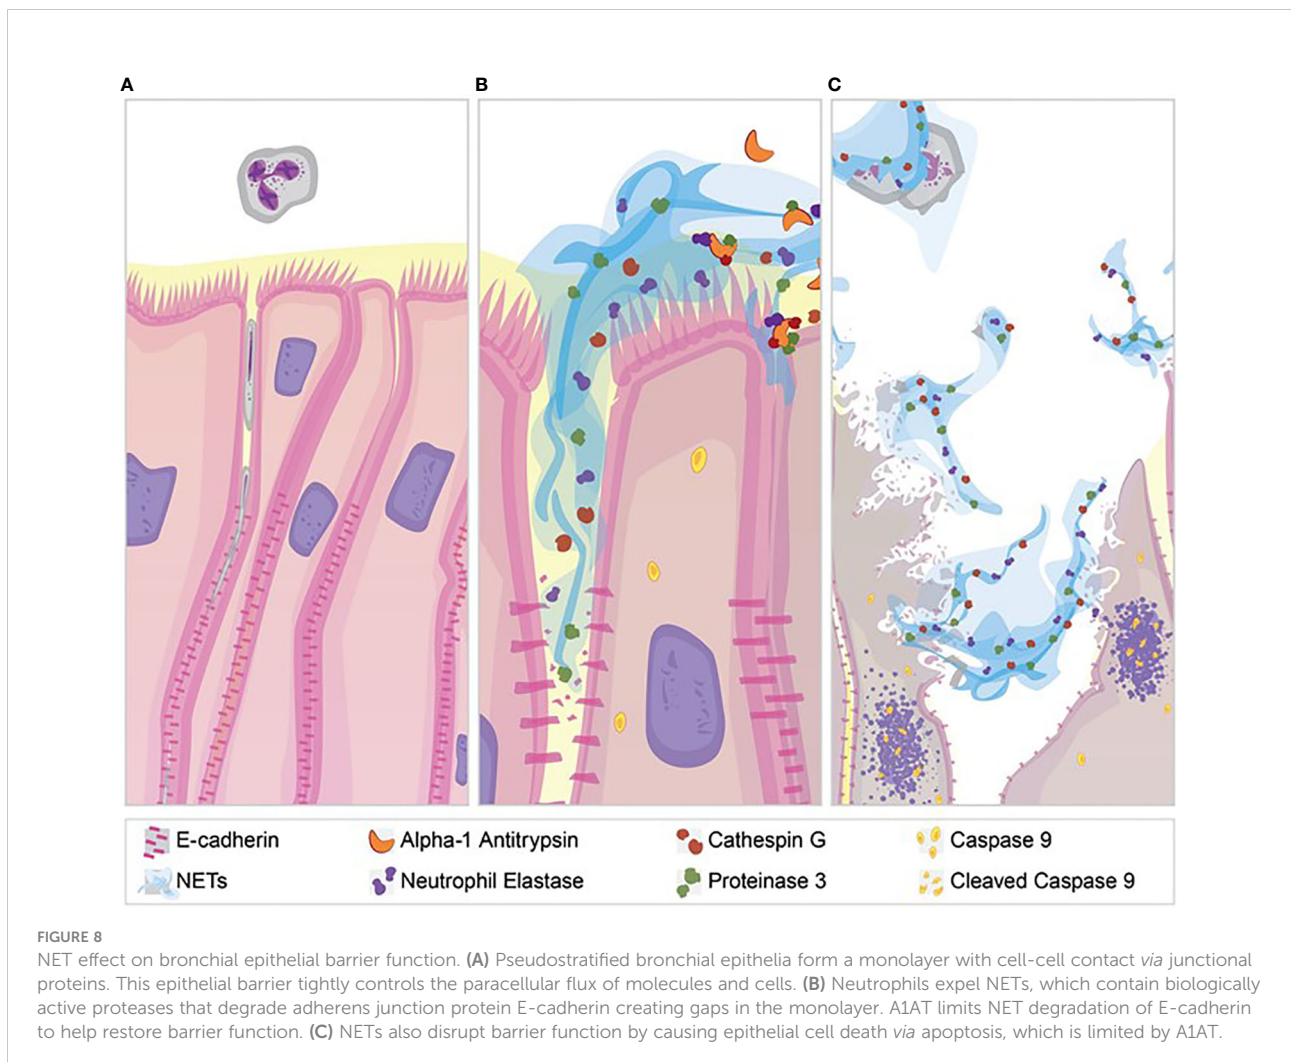 A B C
E-cadherin Alpha-1 Antitrypsin Cathespin G Caspase 9
NETs Neutrophil Elastase Proteinase 3 Cleaved Caspase 9
FIGURE 8
NET effect on bronchial epithelial barrier function. (A) Pseudostratified bronchial epithelia form a monolayer with cell-cell contact via junctional
proteins. This epithelial barrier tightly controls the paracellular flux of molecules and cells. (B) Neutrophils expel NETs, which contain biologically
active proteases that degrade adherens junction protein E-cadherin creating gaps in the monolayer. A1AT limits NET degradation of E-cadherin
to help restore barrier function. (C) NETs also disrupt barrier function by causing epithelial cell death via apoptosis, which is limited by A1AT.